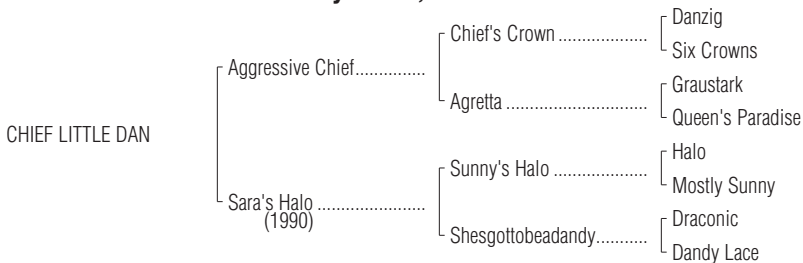 Danzig
Chief's Crown ....................
Six Crowns
Aggressive Chief...............
Graustark
Agretta ................................
Queen's Paradise
CHIEF LITTLE DAN
Halo
Sunny's Halo .....................
Mostly Sunny
Sara's Halo ........................
(1990)
Draconic
Shesgottobeadandy...........
Dandy Lace